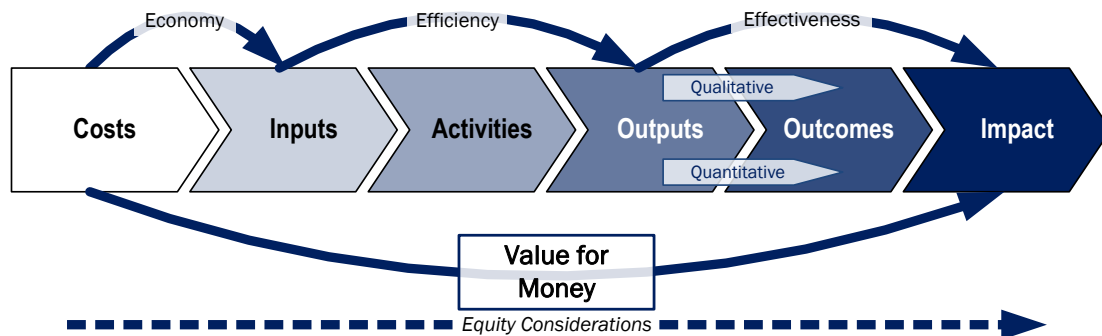 Economy
Efficiency
Effectiveness
Costs
Inputs
Activities
Outputs
Outcomes
Impact
Qualitative
Quantitative
Value for
Money
Equity Considerations